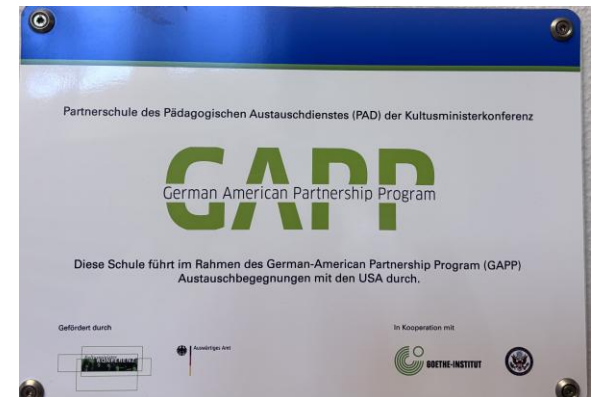 Partnerschule des Pädagogischen Austauschdienstes (PAD) der Kultusministerkonferenz
GAPP
German American Partnership Program
Diese Schule führt im Rahmen des German-American Partnership Program (GAPP)
Austauschbegegnungen mit den USA durch.
Gefördert durch
In Kooperation mit
Auswärtiges Amt
GOETHE-INSTITUT